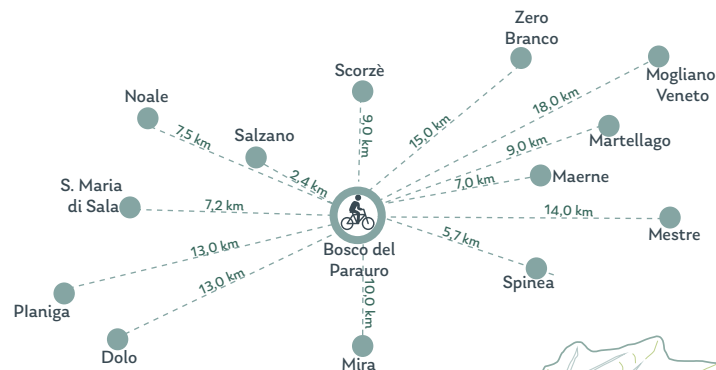 Zero
Branco
Scorzè
Mogliano
Veneto
Noale
Salzano
Martellago
9,0 km
15,0 km
18,0 km
7,5 km
9,0 km
2,4 km
7,0 km
Maerne
S. Maria
di Sala
7,2 km
14,0 km
Mestre
5,7 km
13,0 km
Bosco del
Parauro
Spinea
13,0 km
10,0 km
Planiga
Dolo
Mira